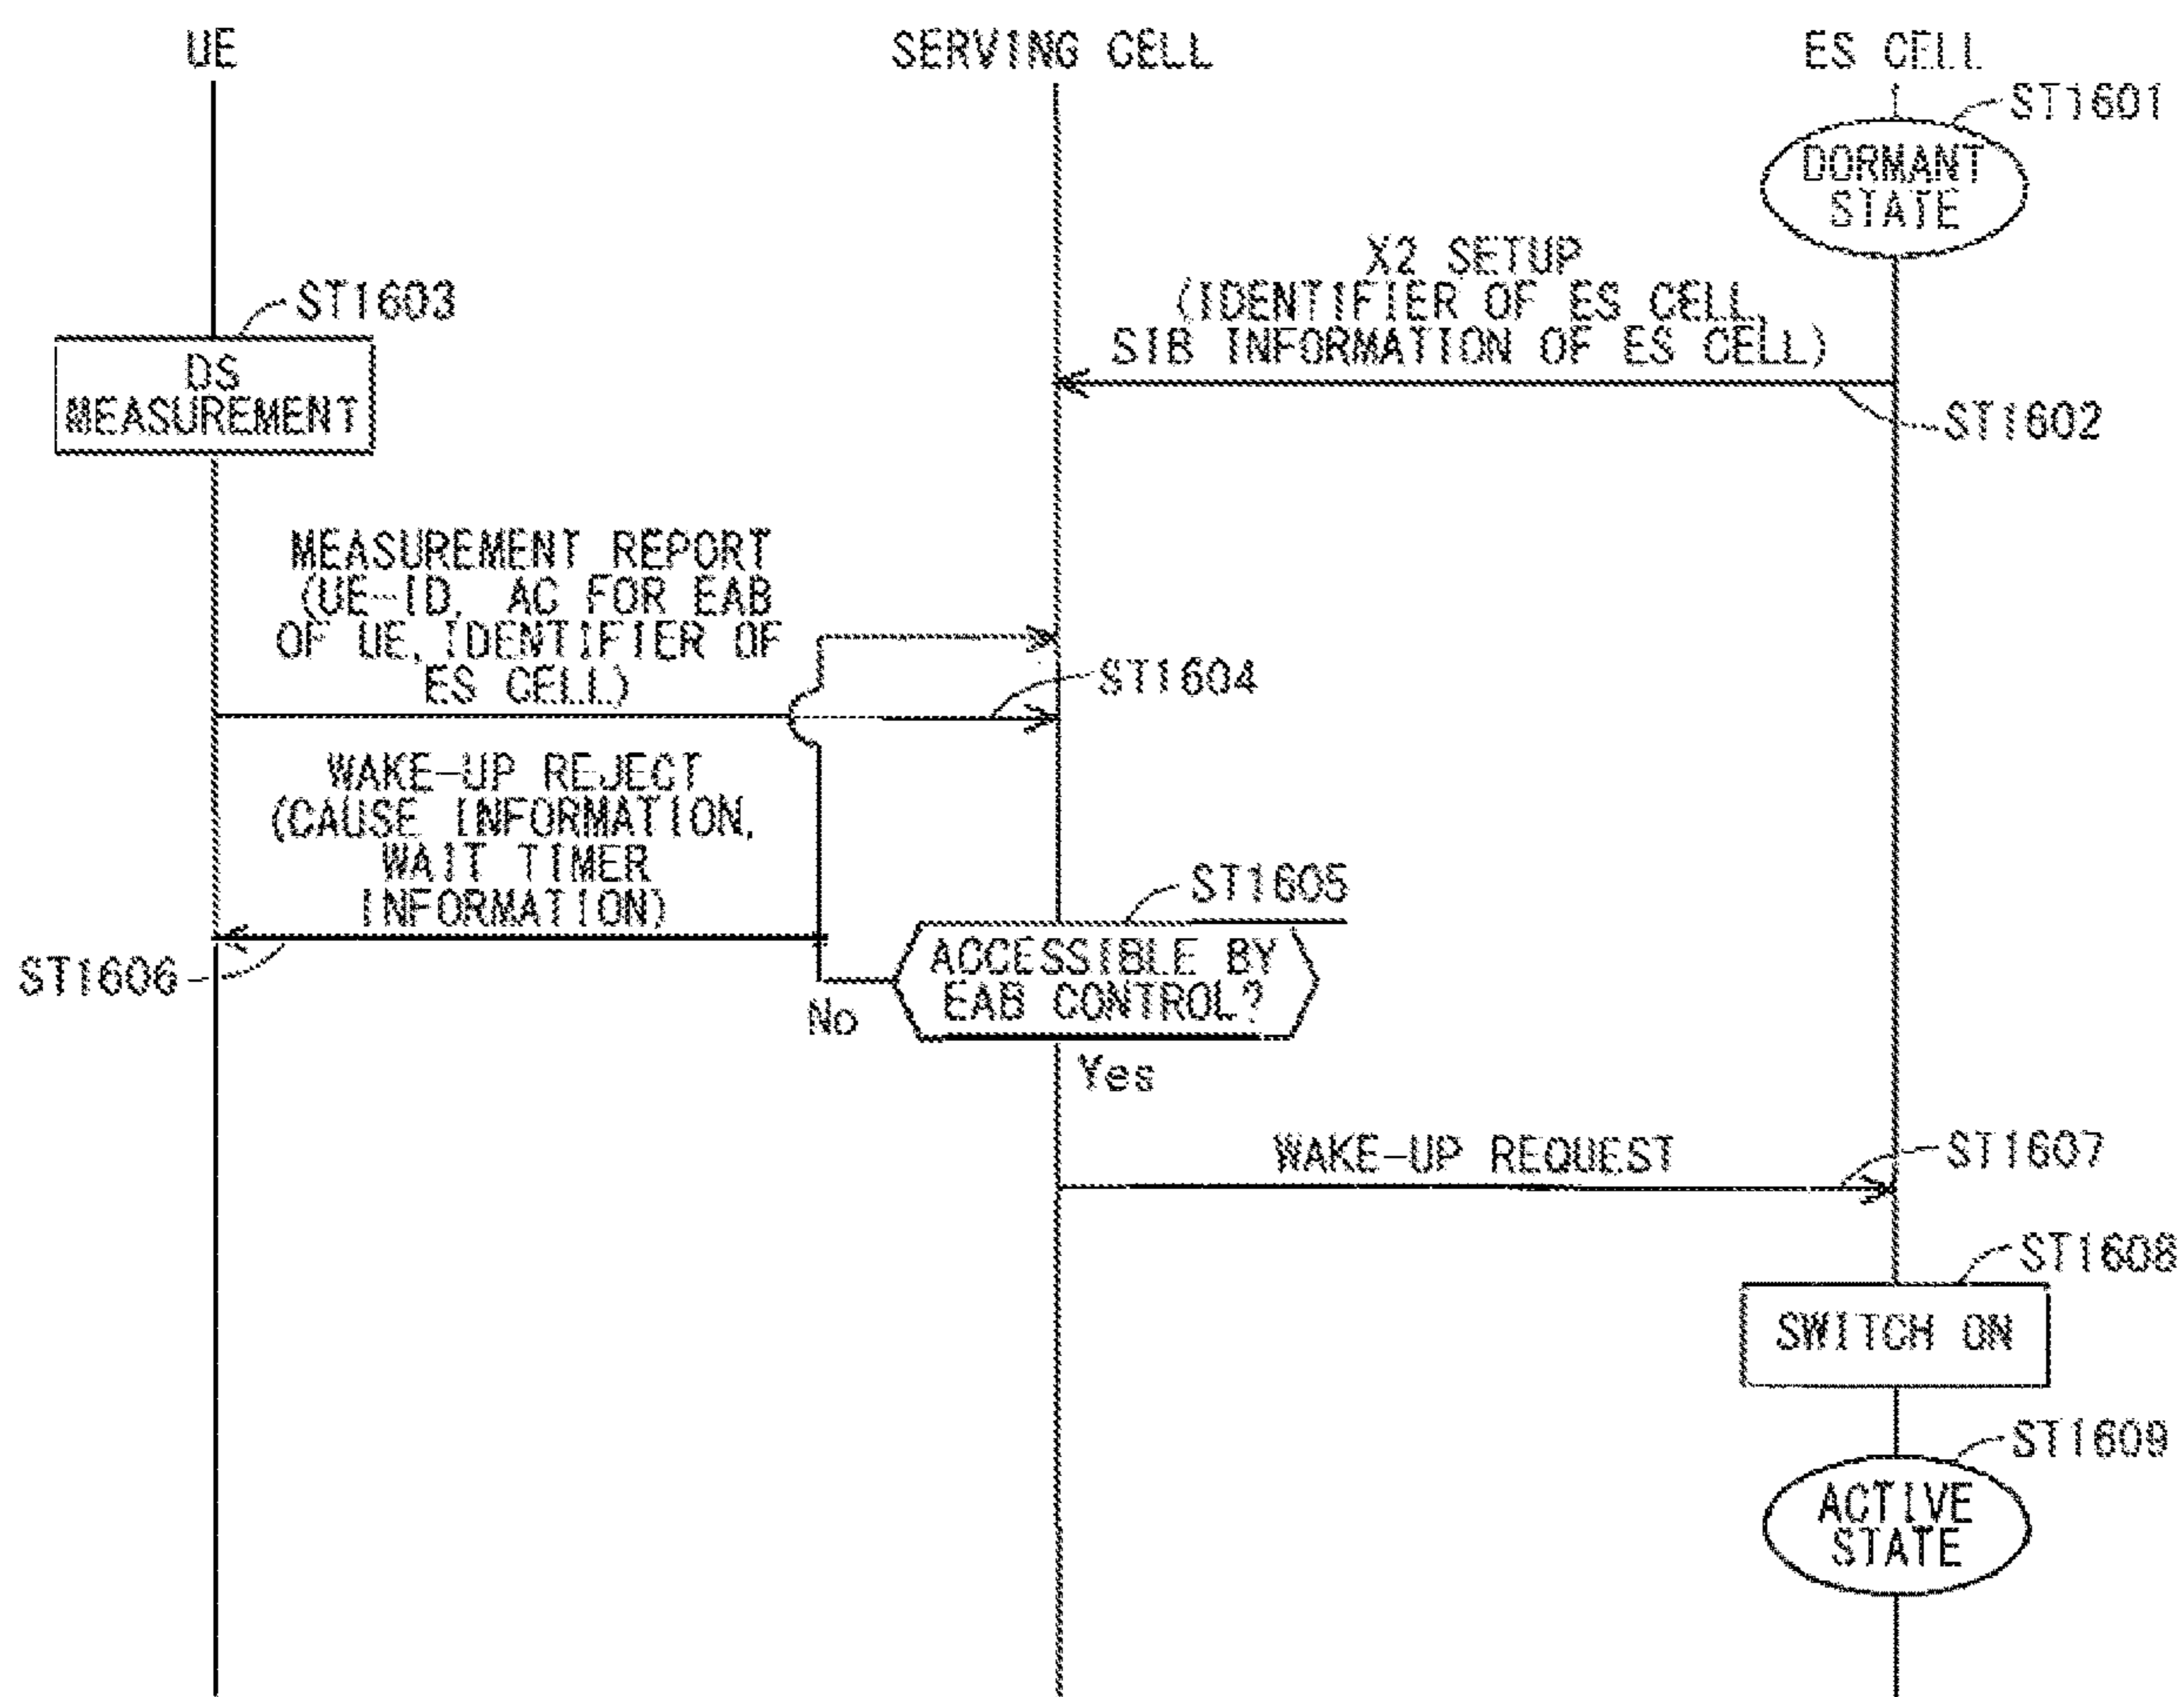 UE
SERVING CELL
ES CELL
ST1601
DORMANT
STATE
X2 SETUP
(IDENTIFIER OF ES CELL,
SIB INFORMATION OF ES CELL)
ST1602
ST1603
DS
MEASUREMENT
MEASUREMENT REPORT
(UE-ID, AC FOR EAB
OF UE, IDENTIFIER OF
ES CELL)
ST1604
WAKE-UP REJECT
(CAUSE INFORMATION,
WAIT TIMER
INFORMATION)
ST1606
ST1605
ACCESSIBLE BY
EAB CONTROL?
No
Yes
WAKE-UP REQUEST
ST1607
ST1608
SWITCH ON
ST1609
ACTIVE
STATE